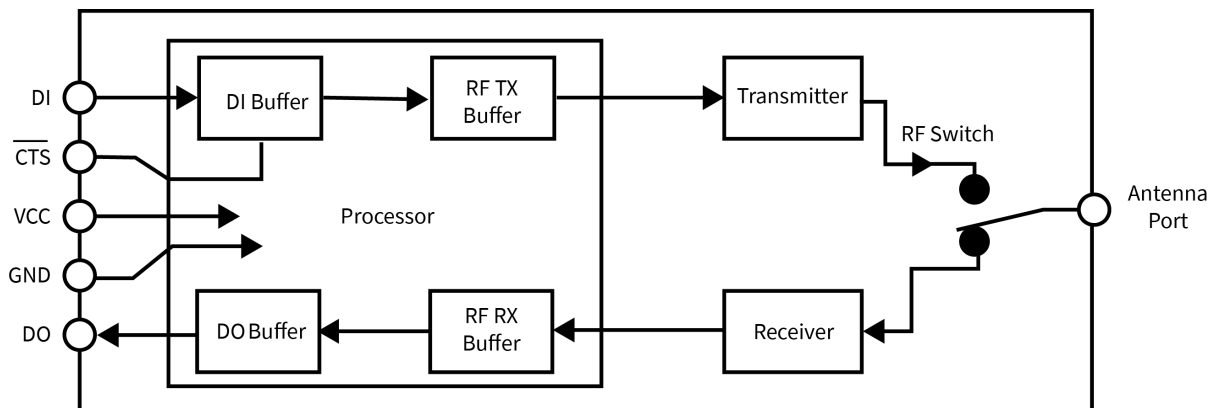 DI
DI Buffer
RF TX
Buffer
Transmitter
RF Switch
CTS
VCC
Processor
Antenna
Port
GND
DO
DO Buffer
RF RX
Buffer
Receiver